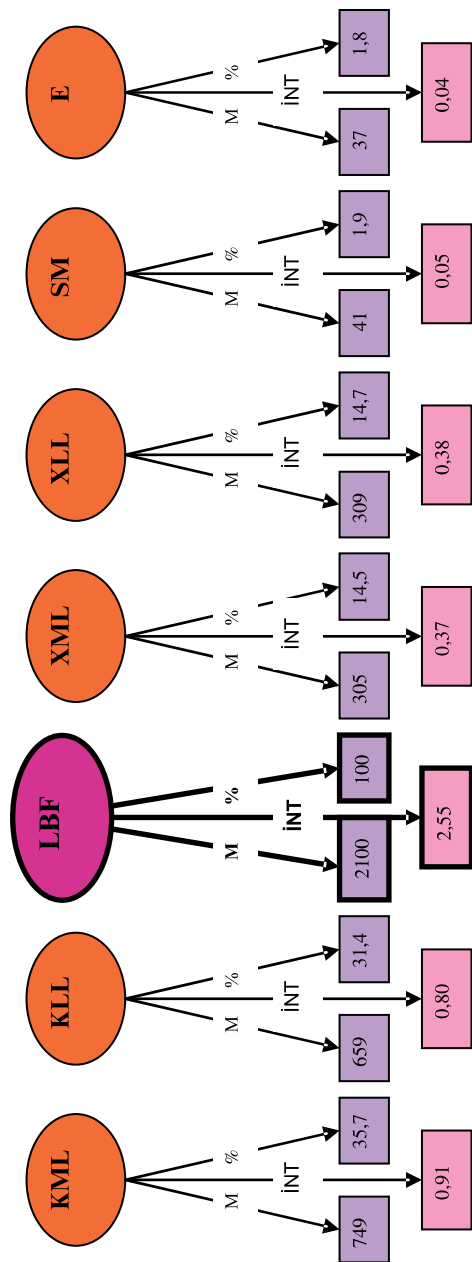 KML KLL LBF XML XLL SM E
M % M % M % M % M % M % M %
İNT İNT İNT İNT İNT İNT İNT
749 35,7 659 31,4 2100 100 305 14,5 309 14,7 41 1,9 37 1,8
0,91 0,80 2,55 0,37 0,38 0,05 0,04